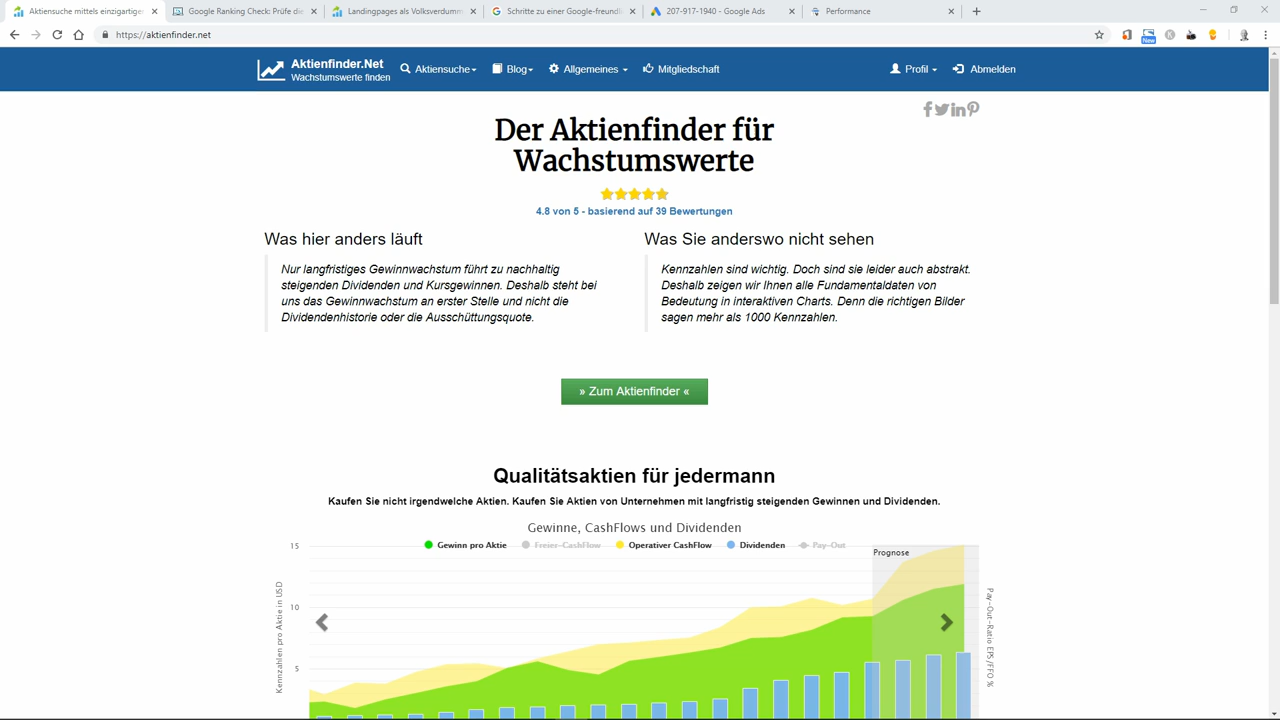 Aktiensuche mittels einzigartiger
Google Ranking Check: Prüfe die
Landingpages als Volksverdumm
Schritte zu einer Google-freundli
207-917-1940 - Google Ads
Performance
https://aktienfinder.net
New
Aktienfinder.Net
Wachstumswerte finden
Aktiensuche
Blog
Allgemeines
Mitgliedschaft
Profil
Abmelden
Der Aktienfinder für
Wachstumswerte
4.8 von 5 - basierend auf 39 Bewertungen
Was hier anders läuft
Nur langfristiges Gewinnwachstum führt zu nachhaltig
steigenden Dividenden und Kursgewinnen. Deshalb steht bei
uns das Gewinnwachstum an erster Stelle und nicht die
Dividendenhistorie oder die Ausschüttungsquote.
Was Sie anderswo nicht sehen
Kennzahlen sind wichtig. Doch sind sie leider auch abstrakt.
Deshalb zeigen wir Ihnen alle Fundamentaldaten von
Bedeutung in interaktiven Charts. Denn die richtigen Bilder
sagen mehr als 1000 Kennzahlen.
» Zum Aktienfinder «
Qualitätsaktien für jedermann
Kaufen Sie nicht irgendwelche Aktien. Kaufen Sie Aktien von Unternehmen mit langfristig steigenden Gewinnen und Dividenden.
Gewinne, CashFlows und Dividenden
Gewinn pro Aktie
Freier-CashFlow
Operativer CashFlow
Dividenden
Pay-Out
Prognose
15
10
5
Kennzahlen pro Aktie in USD
Pay-Out-Ratio EPS/FFO %